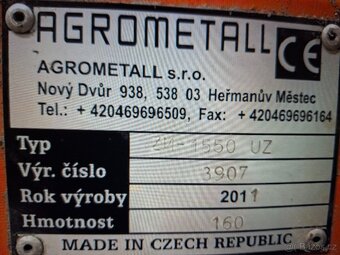 AGROMETALL CE
AGROMETALL s.r.o.
Nový Dvůr 938, 538 03 Heřmanův Městec
Tel.: + 420469696509, Fax: + 420469696164
Typ ZM-1550 UZ
Výr. číslo 3907
Rok výroby 2011
Hmotnost 160
MADE IN CZECH REPUBLIC